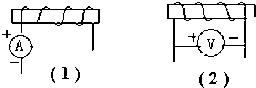 + A
−
+ V −
(1)
(2)